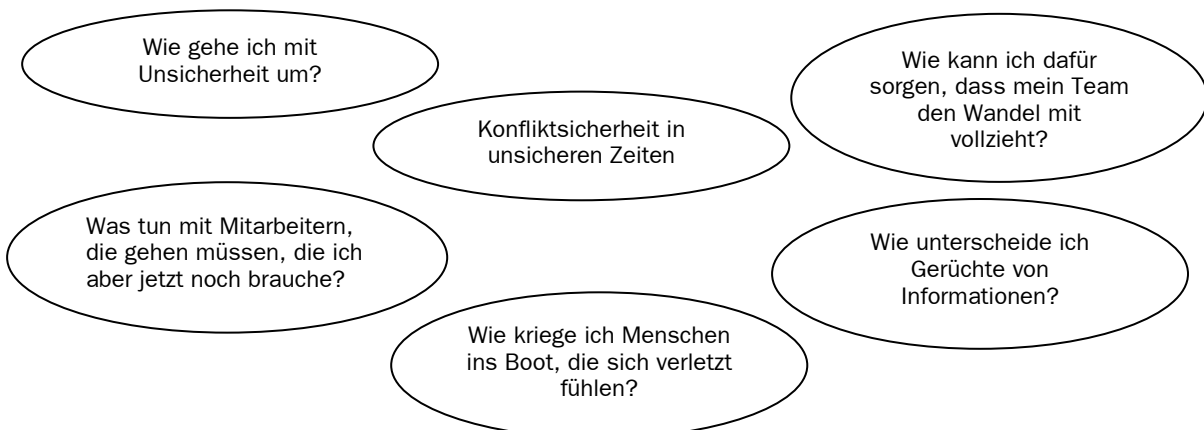 Wie gehe ich mit
Unsicherheit um?
Wie kann ich dafür
sorgen, dass mein Team
den Wandel mit
vollzieht?
Konfliktsicherheit in
unsicheren Zeiten
Was tun mit Mitarbeitern,
die gehen müssen, die ich
aber jetzt noch brauche?
Wie unterscheide ich
Gerüchte von
Informationen?
Wie kriege ich Menschen
ins Boot, die sich verletzt
fühlen?